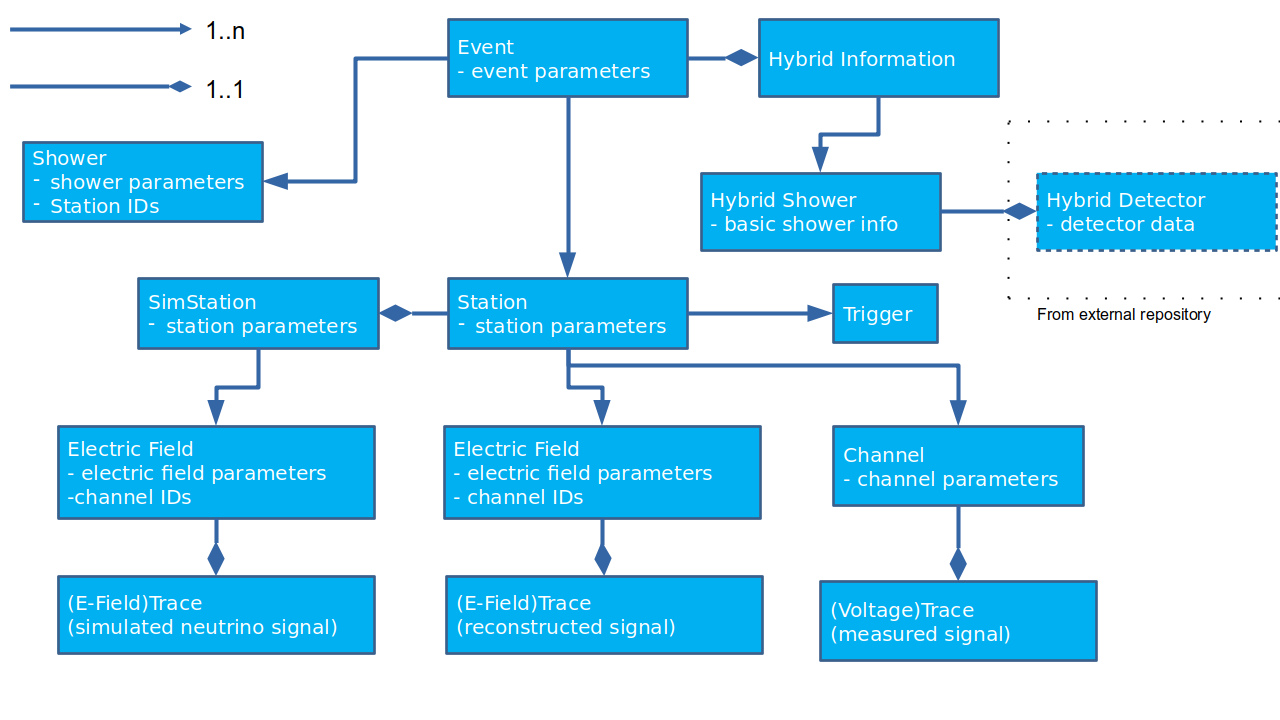 1..n
1..1
Event
- event parameters
Hybrid Information
Shower
- shower parameters
- Station IDs
Hybrid Shower
- basic shower info
Hybrid Detector
- detector data
From external repository
SimStation
- station parameters
Station
- station parameters
Trigger
Electric Field
- electric field parameters
-channel IDs
Electric Field
- electric field parameters
- channel IDs
Channel
- channel parameters
(E-Field)Trace
(simulated neutrino signal)
(E-Field)Trace
(reconstructed signal)
(Voltage)Trace
(measured signal)